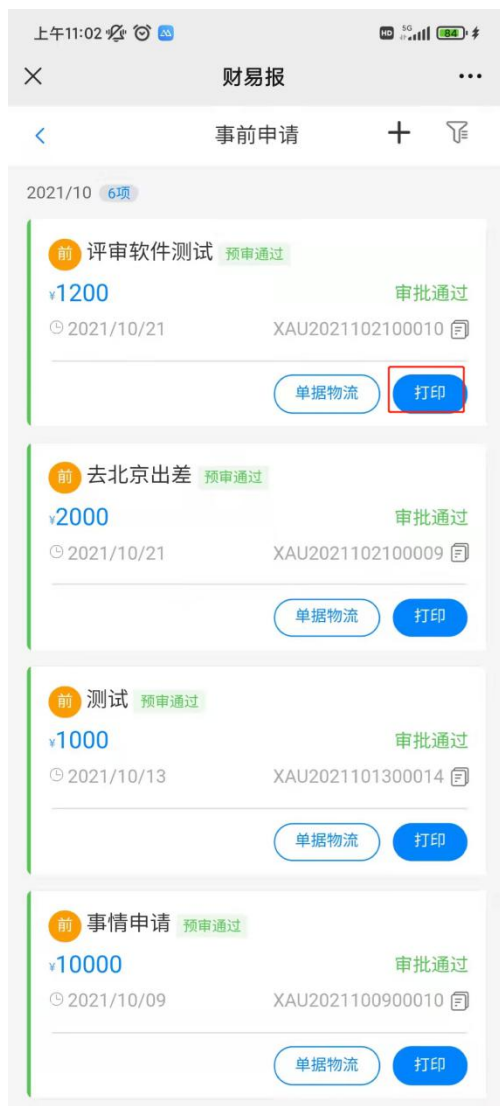 上午11:02 HD 5G 84
财易报
事前申请
2021/10 6项
前 评审软件测试 预审通过
¥1200 审批通过
2021/10/21 XAU2021102100010
单据物流 打印
前 去北京出差 预审通过
¥2000 审批通过
2021/10/21 XAU2021102100009
单据物流 打印
前 测试 预审通过
¥1000 审批通过
2021/10/13 XAU2021101300014
单据物流 打印
前 事情申请 预审通过
¥10000 审批通过
2021/10/09 XAU2021100900010
单据物流 打印